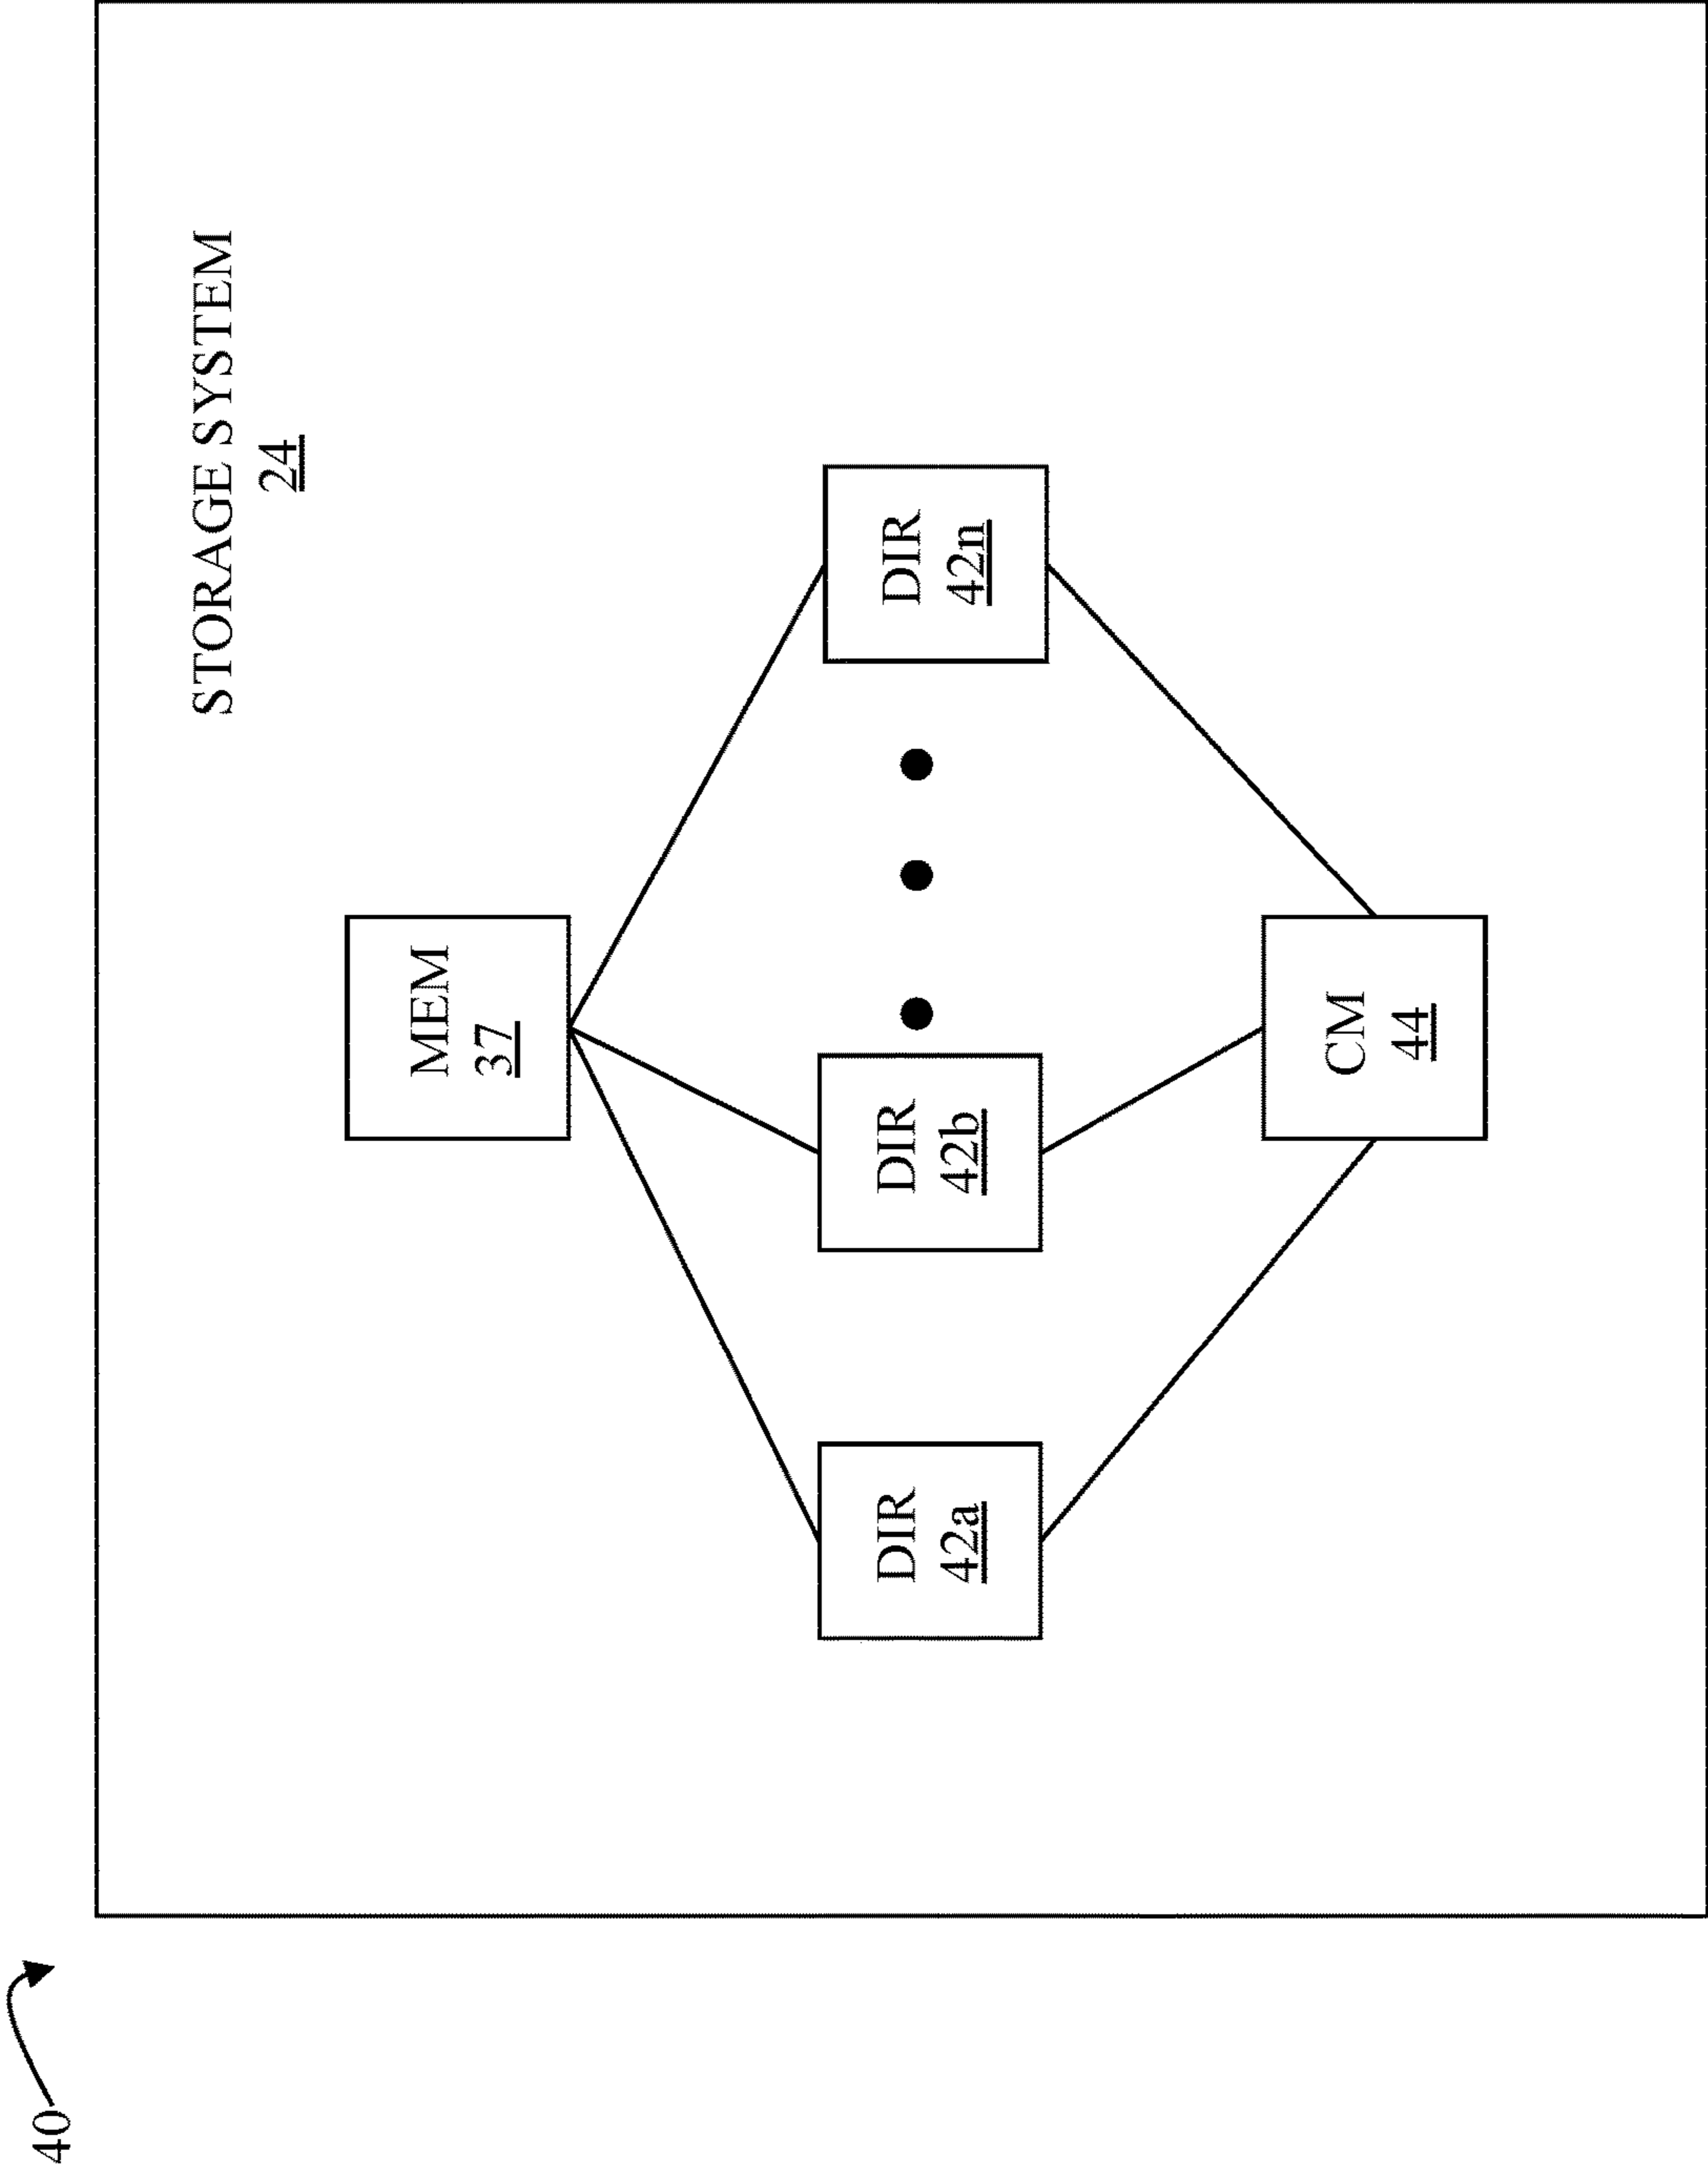 40
STORAGE SYSTEM
24
MEM
37
DIR
42a
DIR
42b
DIR
42n
CM
44